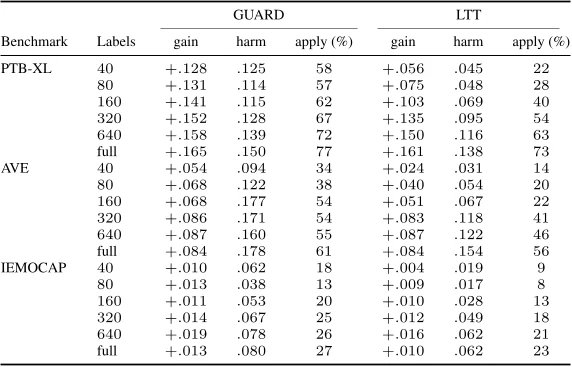 GUARD LTT
Benchmark Labels gain harm apply (%) gain harm apply (%)
PTB-XL 40 +.128 .125 58 +.056 .045 22
80 +.131 .114 57 +.075 .048 28
160 +.141 .115 62 +.103 .069 40
320 +.152 .128 67 +.135 .095 54
640 +.158 .139 72 +.150 .116 63
full +.165 .150 77 +.161 .138 73
AVE 40 +.054 .094 34 +.024 .031 14
80 +.068 .122 38 +.040 .054 20
160 +.068 .177 54 +.051 .067 22
320 +.086 .171 54 +.083 .118 41
640 +.087 .160 55 +.087 .122 46
full +.084 .178 61 +.084 .154 56
IEMOCAP 40 +.010 .062 18 +.004 .019 9
80 +.013 .038 13 +.009 .017 8
160 +.011 .053 20 +.010 .028 13
320 +.014 .067 25 +.012 .049 18
640 +.019 .078 26 +.016 .062 21
full +.013 .080 27 +.010 .062 23